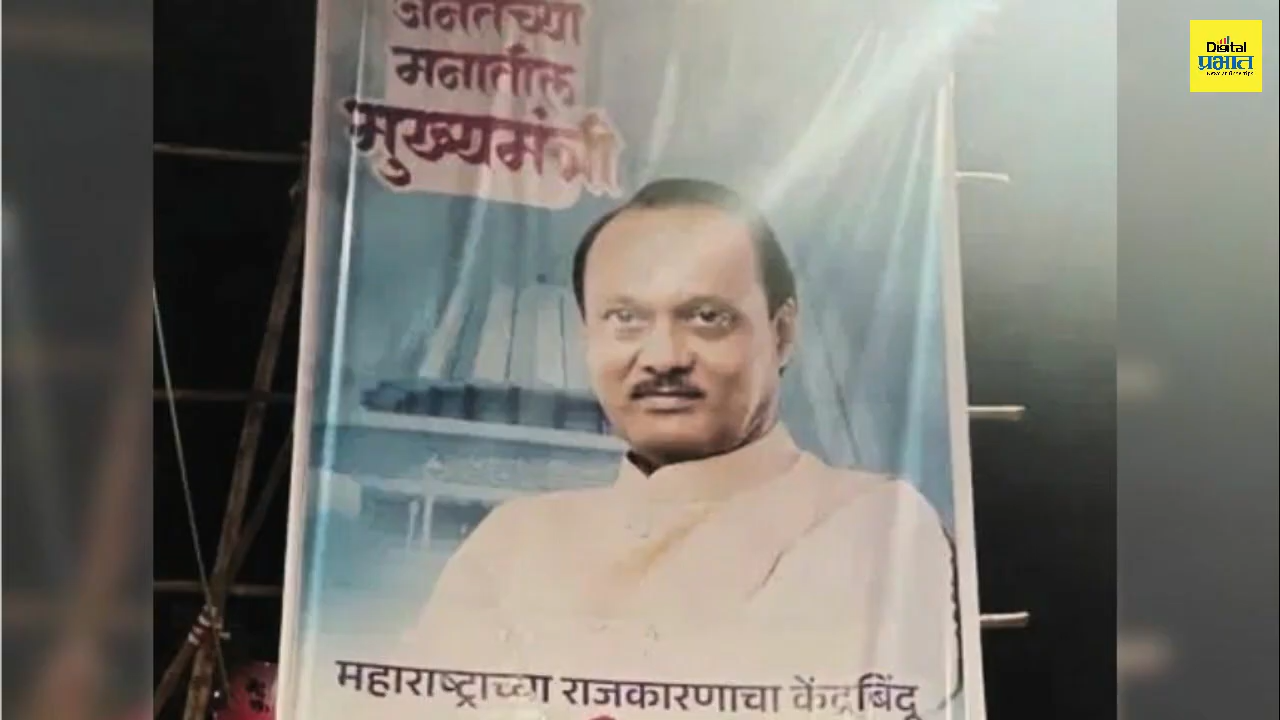 जनतेच्या
मनातील
मुख्यमंत्री
महाराष्ट्राच्या राजकारणाचा केंद्रबिंदू
Digital
प्रभात